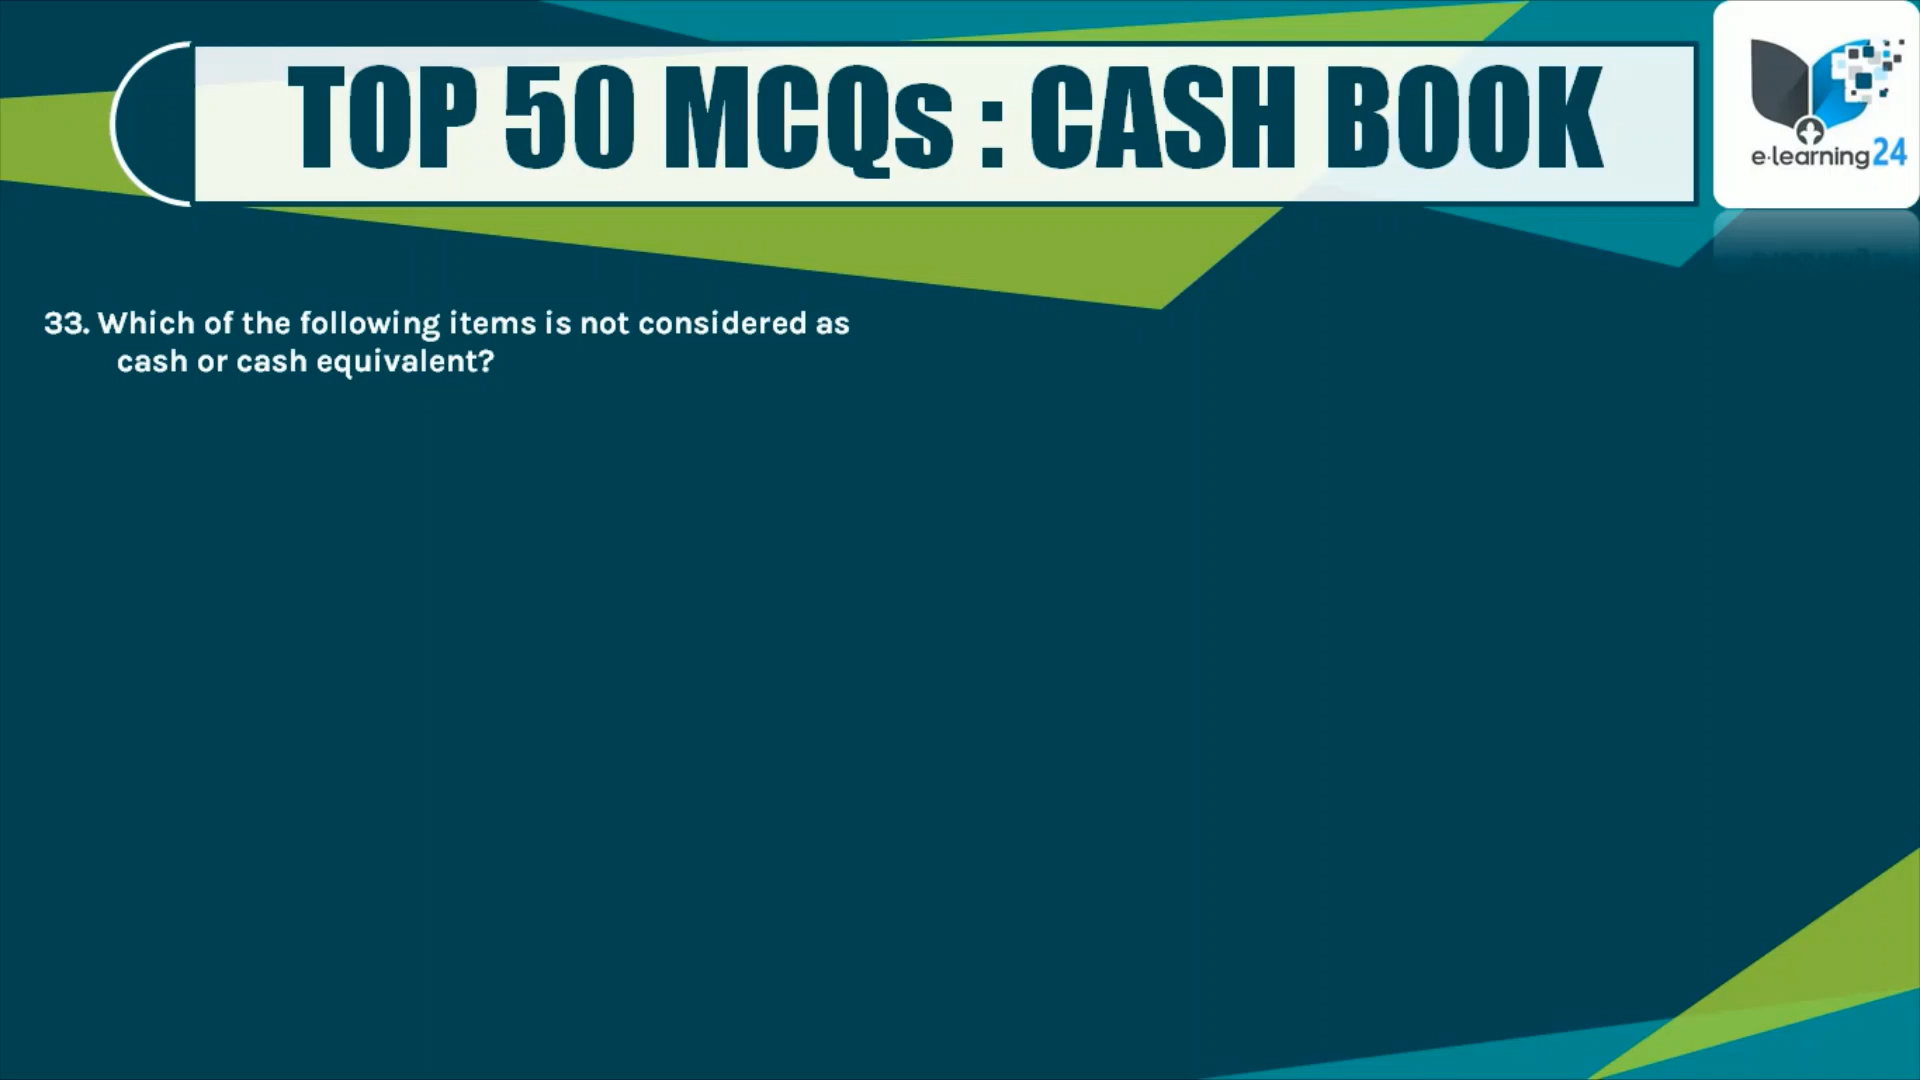 TOP 50 MCQs : CASH BOOK
e-learning24
33. Which of the following items is not considered as
cash or cash equivalent?